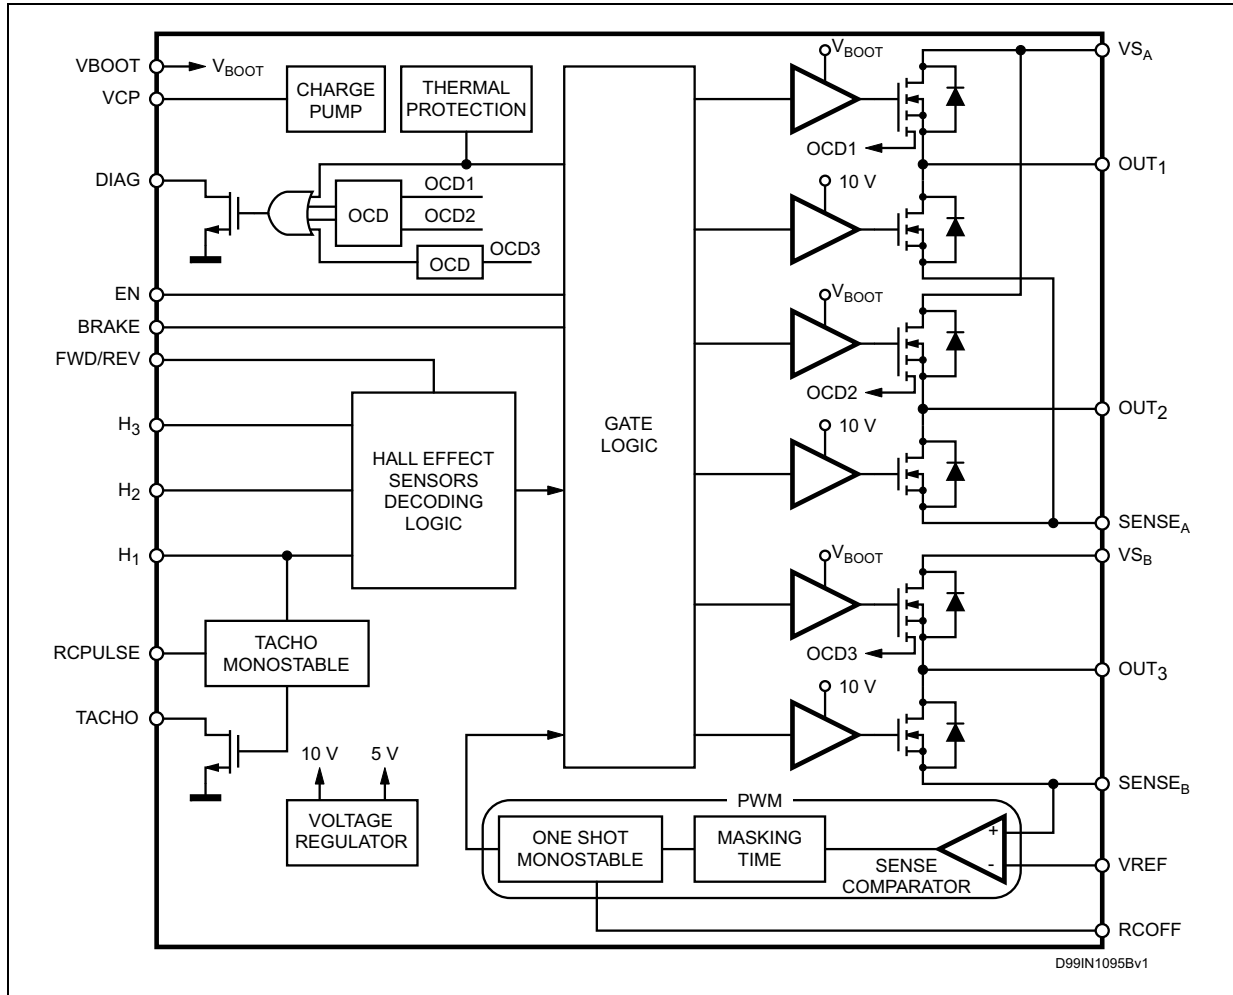 VBOOT
VBOOT
VCP
CHARGE
PUMP
THERMAL
PROTECTION
DIAG
OCD
OCD1
OCD2
OCD
OCD3
EN
BRAKE
FWD/REV
H3
H2
H1
HALL EFFECT
SENSORS
DECODING
LOGIC
RCPULSE
TACHO
MONOSTABLE
TACHO
10 V
5 V
VOLTAGE
REGULATOR
GATE
LOGIC
VBOOT
OCD1
10 V
VBOOT
OCD2
10 V
VBOOT
OCD3
10 V
PWM
ONE SHOT
MONOSTABLE
MASKING
TIME
+
-
SENSE
COMPARATOR
VSA
OUT1
OUT2
SENSEA
VSB
OUT3
SENSEB
VREF
RCOFF
D99IN1095Bv1